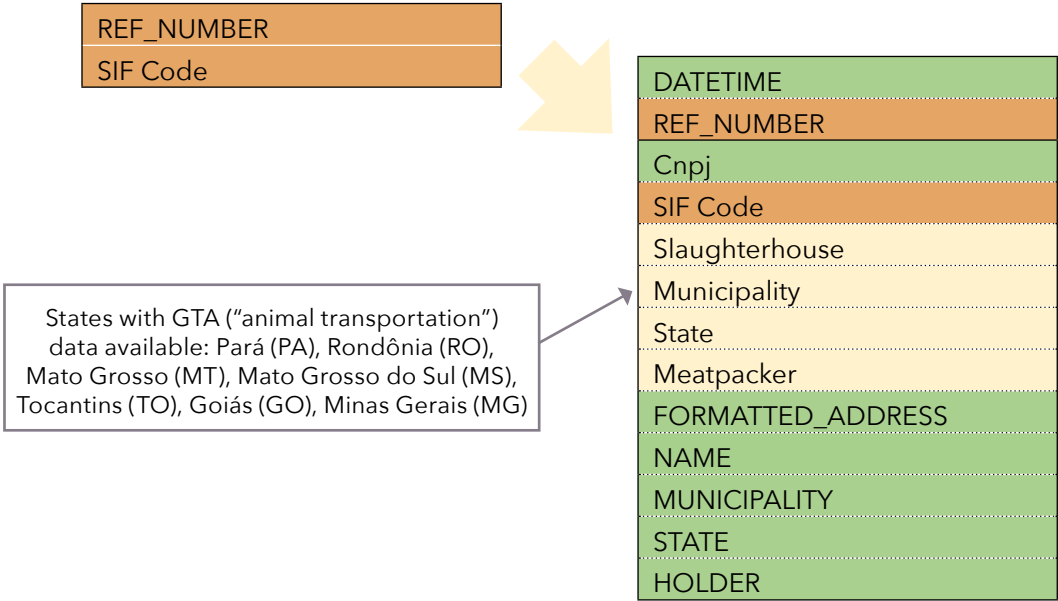 REF_NUMBER
SIF Code
DATETIME
REF_NUMBER
Cnpj
SIF Code
Slaughterhouse
Municipality
State
Meatpacker
FORMATTED_ADDRESS
NAME
MUNICIPALITY
STATE
HOLDER
States with GTA (“animal transportation”)
data available: Pará (PA), Rondônia (RO),
Mato Grosso (MT), Mato Grosso do Sul (MS),
Tocantins (TO), Goiás (GO), Minas Gerais (MG)